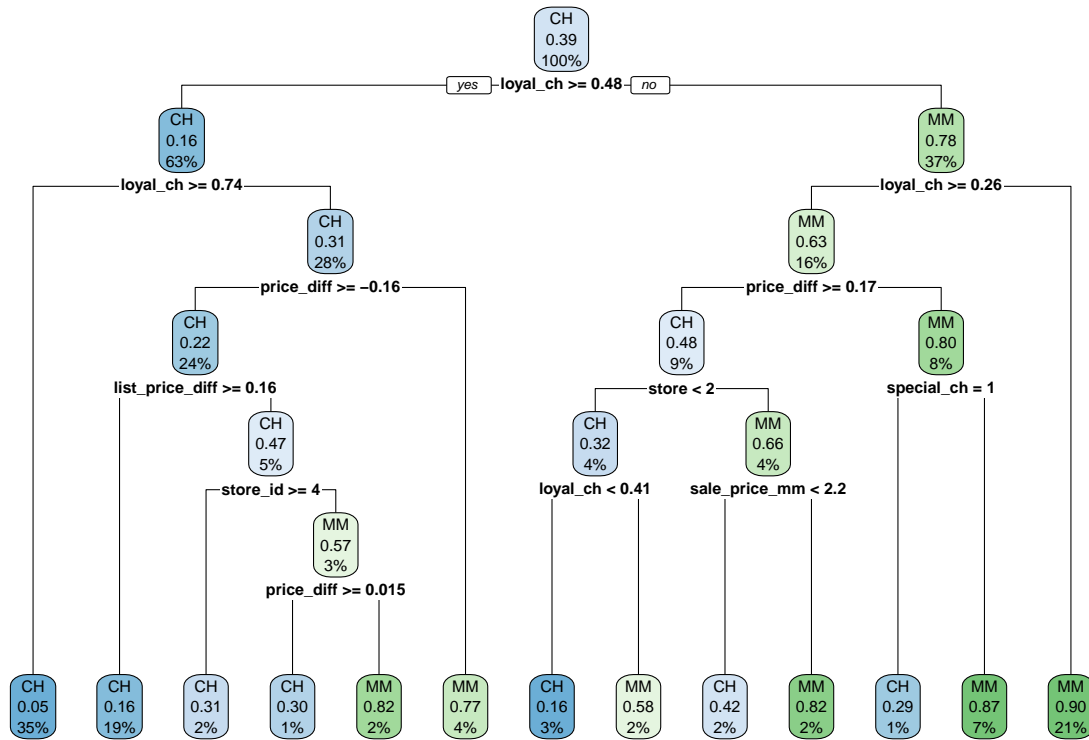 CH
0.39
100%
yes loyal_ch >= 0.48 no
CH
0.16
63%
MM
0.78
37%
loyal_ch >= 0.74
loyal_ch >= 0.26
CH
0.31
28%
MM
0.63
16%
price_diff >= −0.16
price_diff >= 0.17
CH
0.22
24%
CH
0.48
9%
MM
0.80
8%
list_price_diff >= 0.16
store < 2
special_ch = 1
CH
0.47
5%
CH
0.32
4%
MM
0.66
4%
store_id >= 4
loyal_ch < 0.41
sale_price_mm < 2.2
MM
0.57
3%
price_diff >= 0.015
CH
0.05
35%
CH
0.16
19%
CH
0.31
2%
CH
0.30
1%
MM
0.82
2%
MM
0.77
4%
CH
0.16
3%
MM
0.58
2%
CH
0.42
2%
MM
0.82
2%
CH
0.29
1%
MM
0.87
7%
MM
0.90
21%